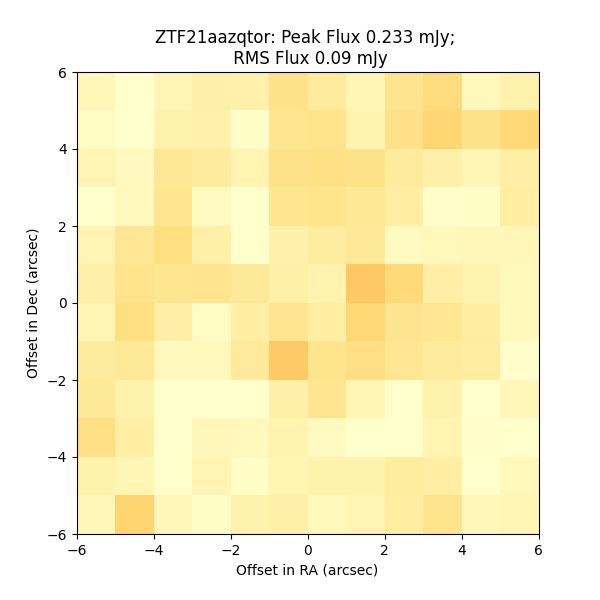 ZTF21aazqtor: Peak Flux 0.233 mJy;
RMS Flux 0.09 mJy
6
4
2
0
−2
−4
−6
Offset in Dec (arcsec)
−6 −4 −2 0 2 4 6
Offset in RA (arcsec)